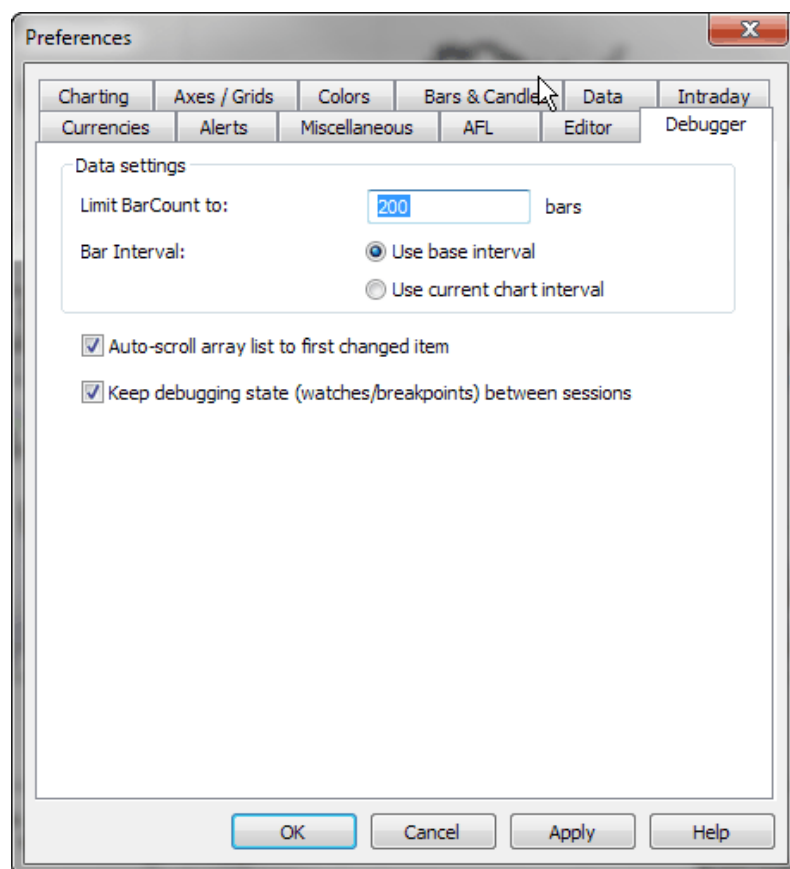 Preferences
Charting Axes / Grids Colors Bars & Candle Data Intraday
Currencies Alerts Miscellaneous AFL Editor Debugger
Data settings
Limit BarCount to: 200 bars
Bar Interval: Use base interval
Use current chart interval
Auto-scroll array list to first changed item
Keep debugging state (watches/breakpoints) between sessions
OK Cancel Apply Help